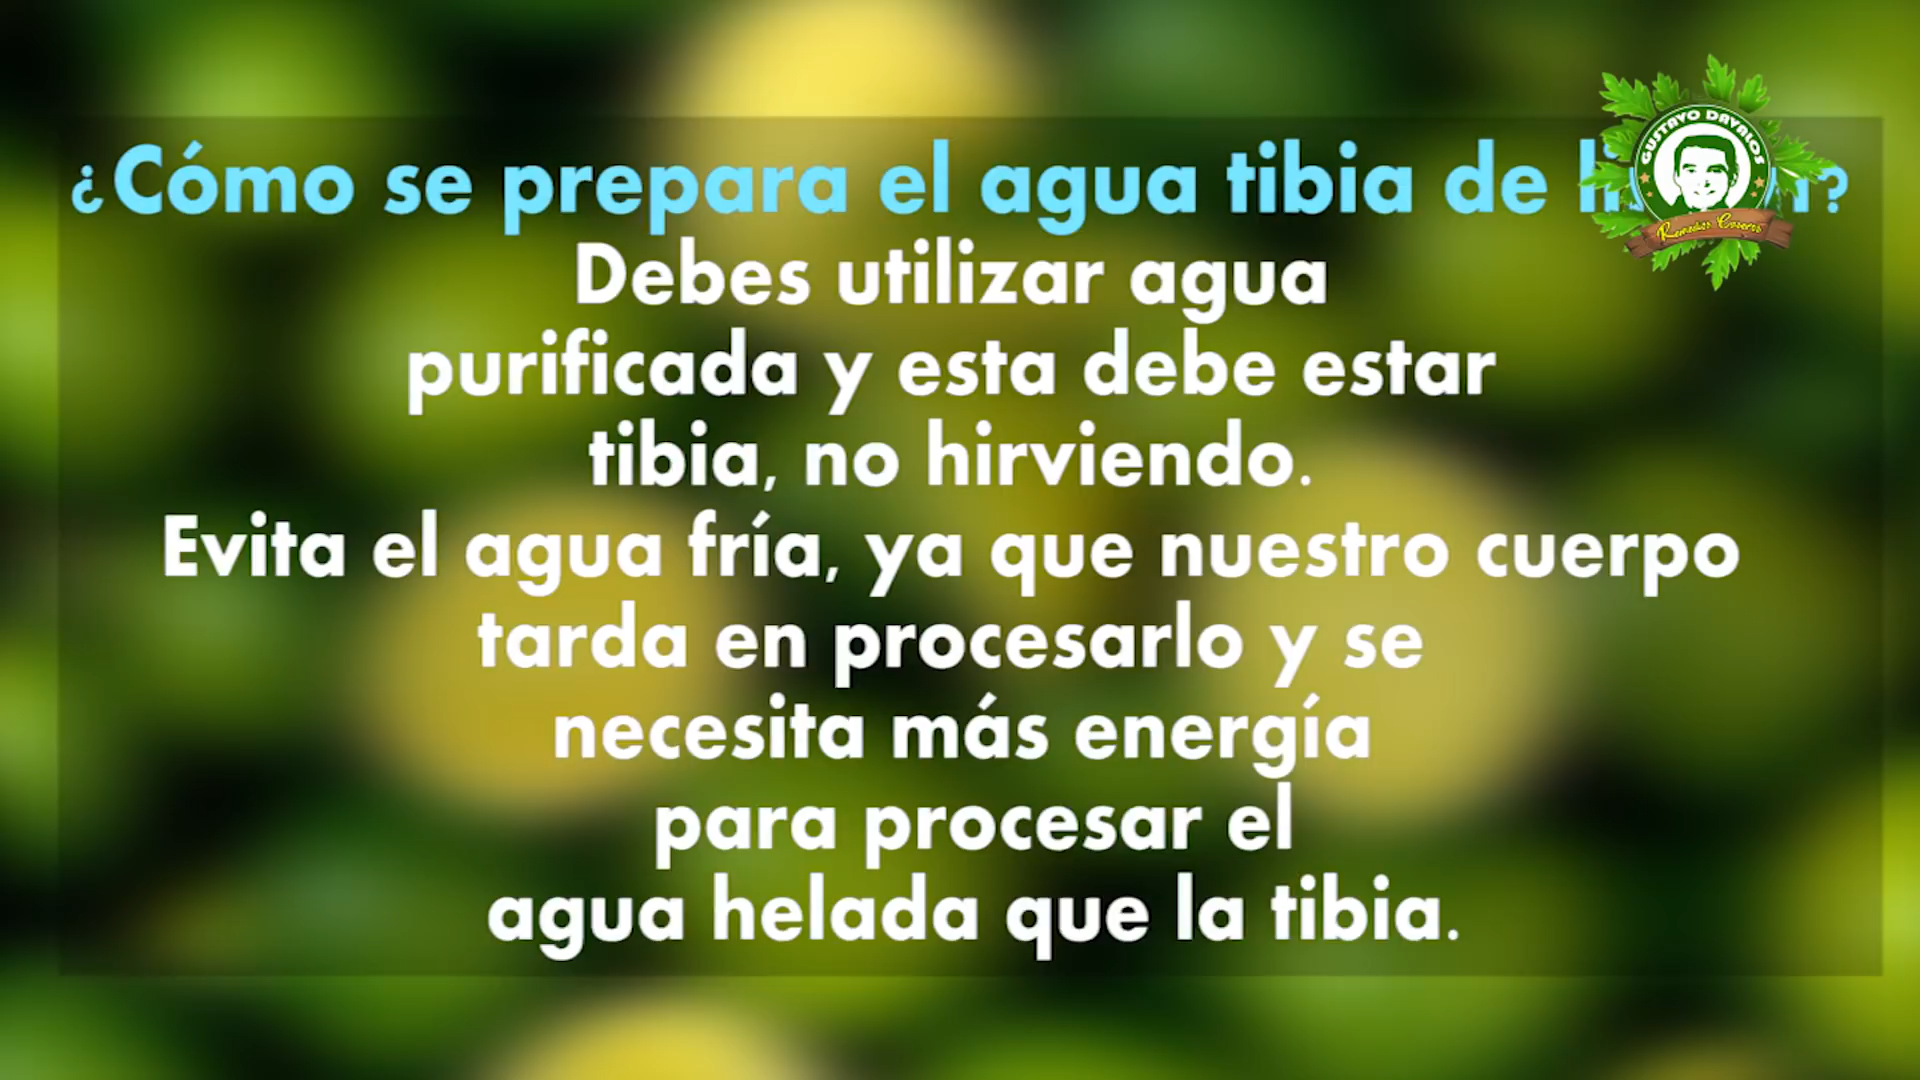 ¿Cómo se prepara el agua tibia de ?
Debes utilizar agua
purificada y esta debe estar
tibia, no hirviendo.
Evita el agua fría, ya que nuestro cuerpo
tarda en procesarlo y se
necesita más energía
para procesar el
agua helada que la tibia.
GUSTAVO DAVALOS
Remedios Caseros